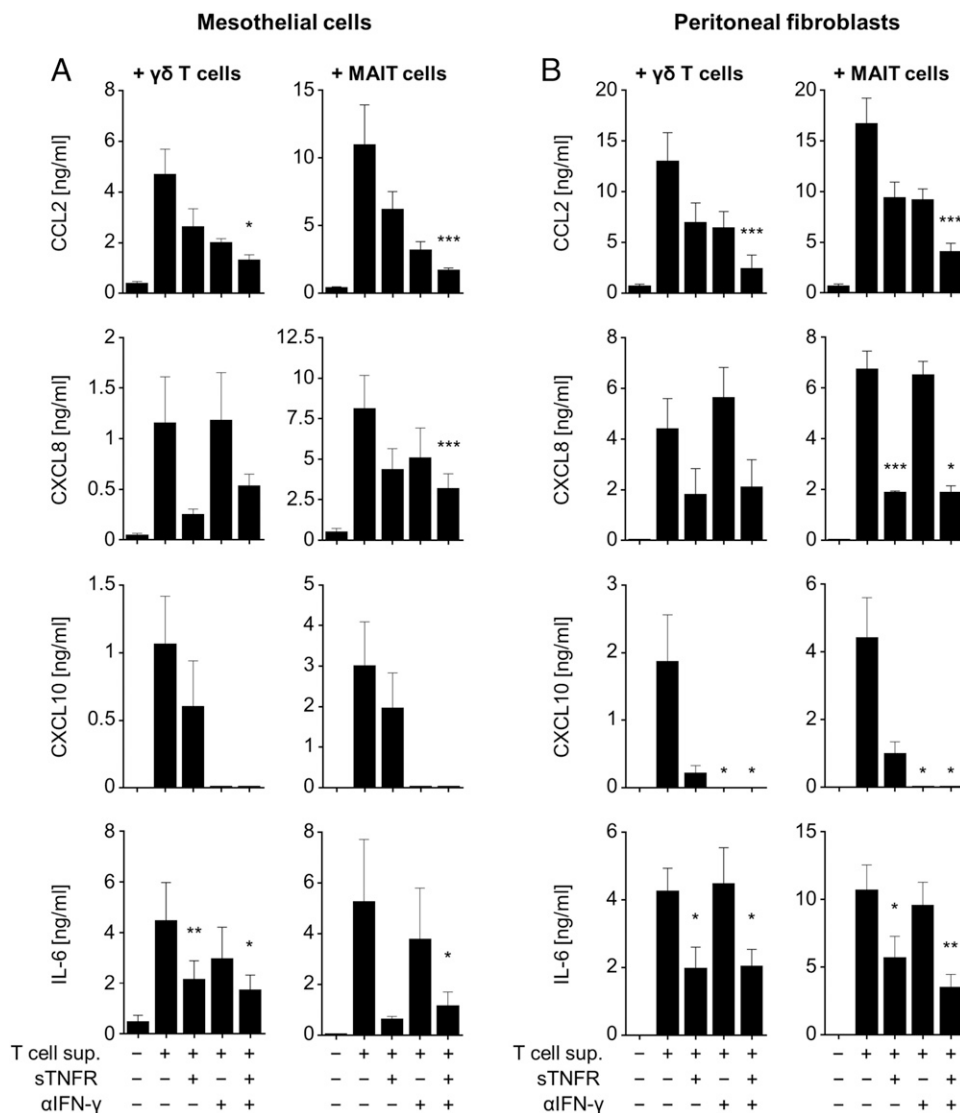 Mesothelial cells Peritoneal fibroblasts
A B
+ γδ T cells + MAIT cells + γδ T cells + MAIT cells
CCL2 [ng/ml] 8 6 4 2 0 * 15 10 5 0 *** CCL2 [ng/ml] 20 15 10 5 0 *** 20 15 10 5 0 ***
CXCL8 [ng/ml] 2 1.5 1 0.5 0 12.5 10 7.5 5 2.5 0 *** CXCL8 [ng/ml] 8 6 4 2 0 8 6 4 2 0 *** *
CXCL10 [ng/ml] 1.5 1 0.5 0 5 4 3 2 1 0 CXCL10 [ng/ml] 3 2 1 0 * * 6 4 2 0 * *
IL-6 [ng/ml] 8 6 4 2 0 ** * 8 6 4 2 0 * IL-6 [ng/ml] 6 4 2 0 * * 15 10 5 0 * **
T cell sup. – + + + + – + + + + – + + + + – + + + +
sTNFR – – + – + – – + – + – – + – + – – + – +
αIFN-γ – – – + + – – – + + – – – + + – – – + +